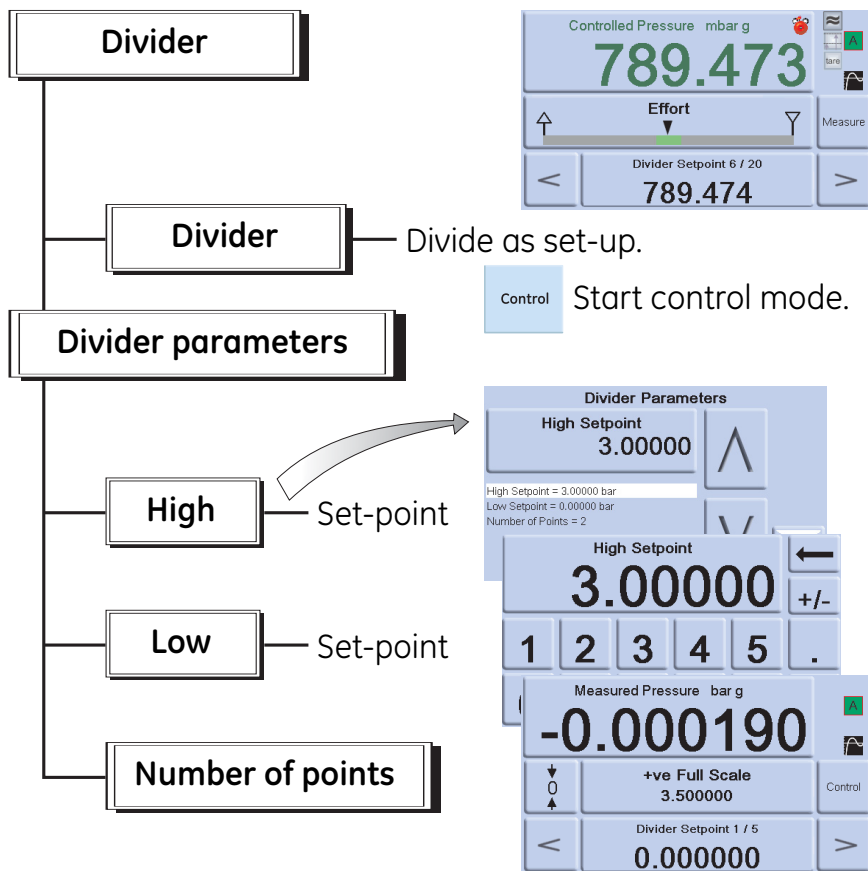 Divider
Controlled Pressure mbar g
789.473
A
tare
Effort
Measure
<
Divider Setpoint 6 / 20
789.474
>
Divider
Divide as set-up.
Control
Start control mode.
Divider parameters
Divider Parameters
High Setpoint
3.00000
High Setpoint = 3.00000 bar
Low Setpoint = 0.00000 bar
Number of Points = 2
High
Set-point
High Setpoint
3.00000
+/-
1 2 3 4 5 .
Low
Set-point
Measured Pressure bar g
-0.000190
A
Number of points
0
+ve Full Scale
3.500000
Control
<
Divider Setpoint 1 / 5
0.000000
>